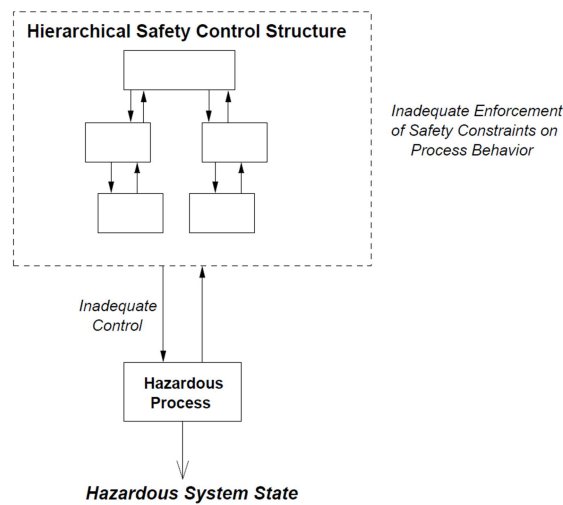 Hierarchical Safety Control Structure
Inadequate Enforcement
of Safety Constraints on
Process Behavior
Inadequate
Control
Hazardous
Process
Hazardous System State